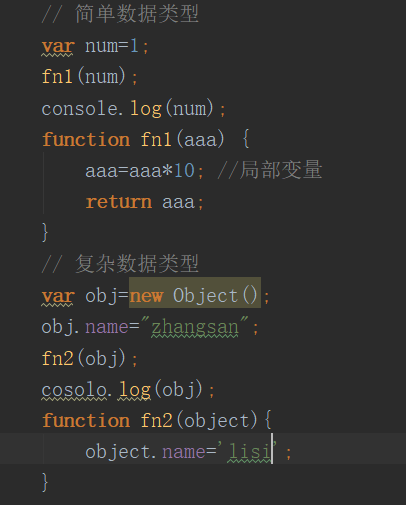 // 简单数据类型
var num=1;
fn1(num);
console.log(num);
function fn1(aaa) {
    aaa=aaa*10; //局部变量
    return aaa;
}
// 复杂数据类型
var obj=new Object();
obj.name="zhangsan";
fn2(obj);
cosolo.log(obj);
function fn2(object){
    object.name='lisi';
}